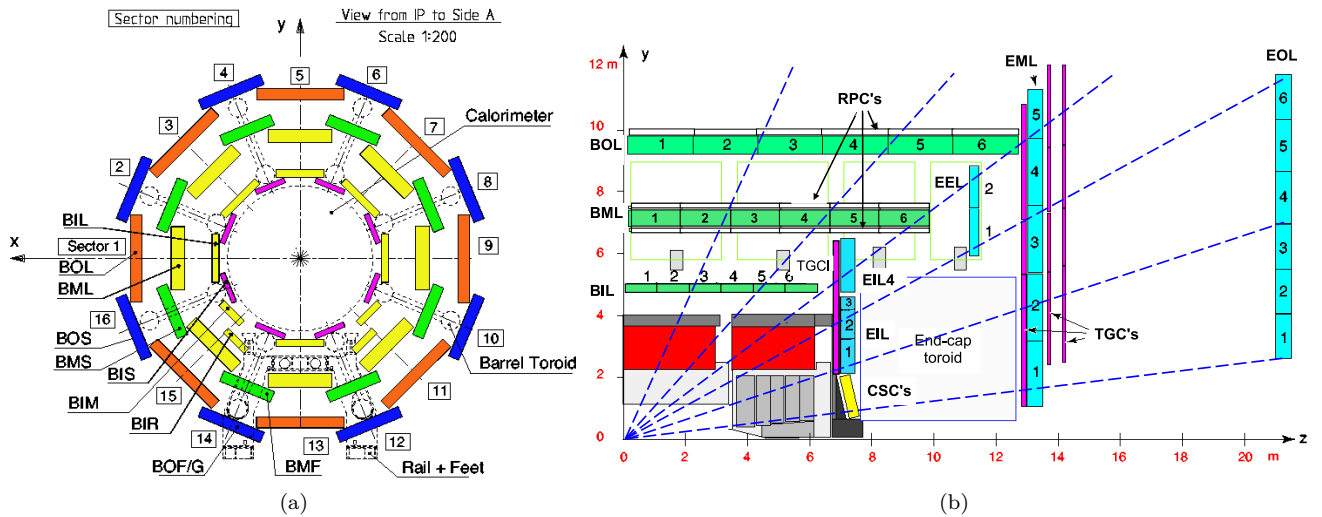 Sector numbering
y
View from IP to Side A
Scale 1:200
4
5
6
3
7
Calorimeter
2
8
BIL
x
Sector 1
9
BOL
BML
16
BOS
10
BMS
Barrel Toroid
BIS
15
11
BIM
BIR
14
13
12
BOF/G
BMF
Rail + Feet
(a)
y
12 m
EOL
EML
RPC's
6
5
10
BOL
1 2 3 4 5 6
5
4
8
EEL
2
4
BML
1 2 3 4 5 6
1
3
3
6
TGCI
EIL4
BIL
1 2 3 4 5 6
2
4
3
2
EIL
End-cap
toroid
2
TGC's
1
1
1
2
CSC's
0
z
0 2 4 6 8 10 12 14 16 18 20 m
(b)